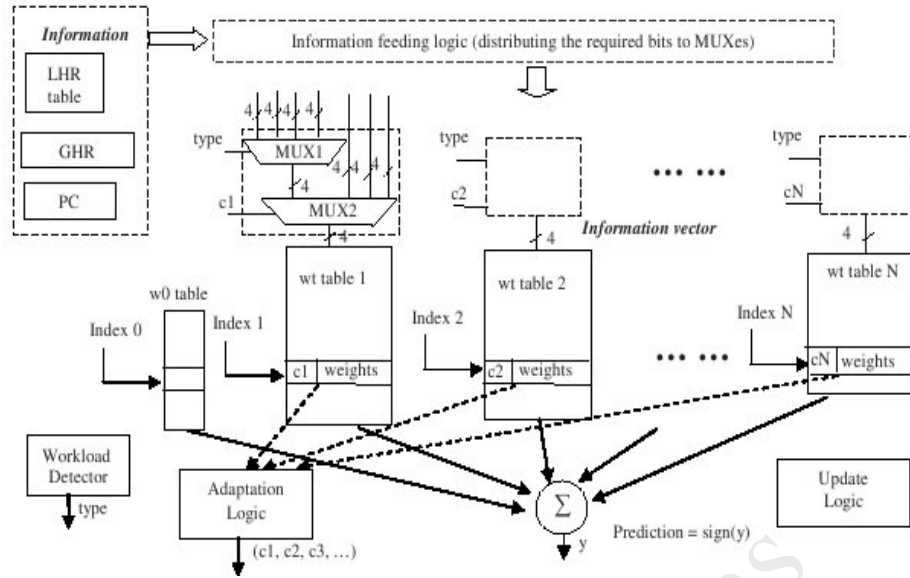 Information
LHR
table
GHR
PC
Information feeding logic (distributing the required bits to MUXes)
4 4 4 4
type
MUX1
4 4 4 4
4
c1
MUX2
4
type
c2
4
Information vector
... ...
type
cN
4
w0 table
wt table 1
wt table 2
wt table N
Index 0
Index 1
Index 2
Index N
c1 weights
c2 weights
... ...
cN weights
Workload
Detector
type
Adaptation
Logic
(c1, c2, c3, …)
Σ
y
Prediction = sign(y)
Update
Logic